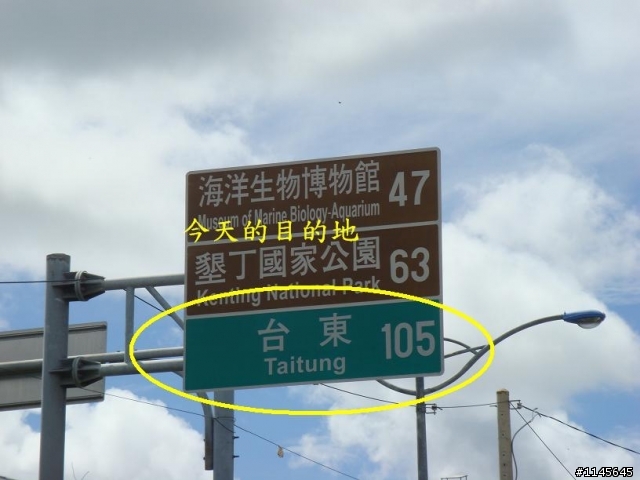 海洋生物博物館 47
Museum of Marine Biology-Aquarium
今天的目的地
墾丁國家公園 63
Kenting National Park
台東 105
Taitung
#1145645